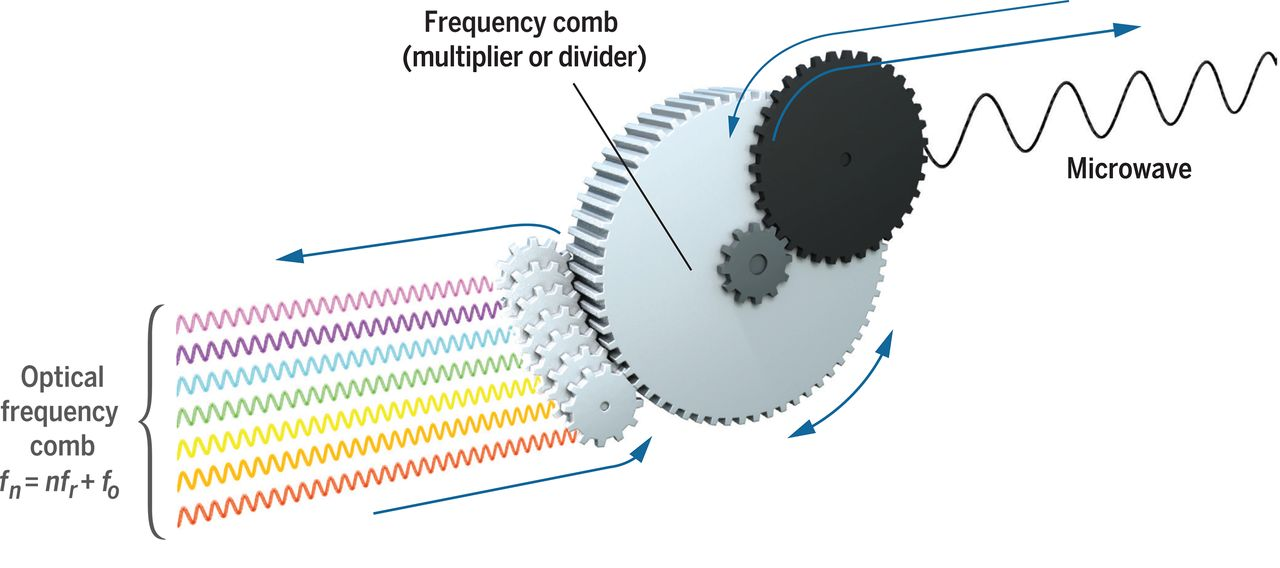 Frequency comb
(multiplier or divider)
Microwave
Optical
frequency
comb
fₙ = nfᵣ + fₒ